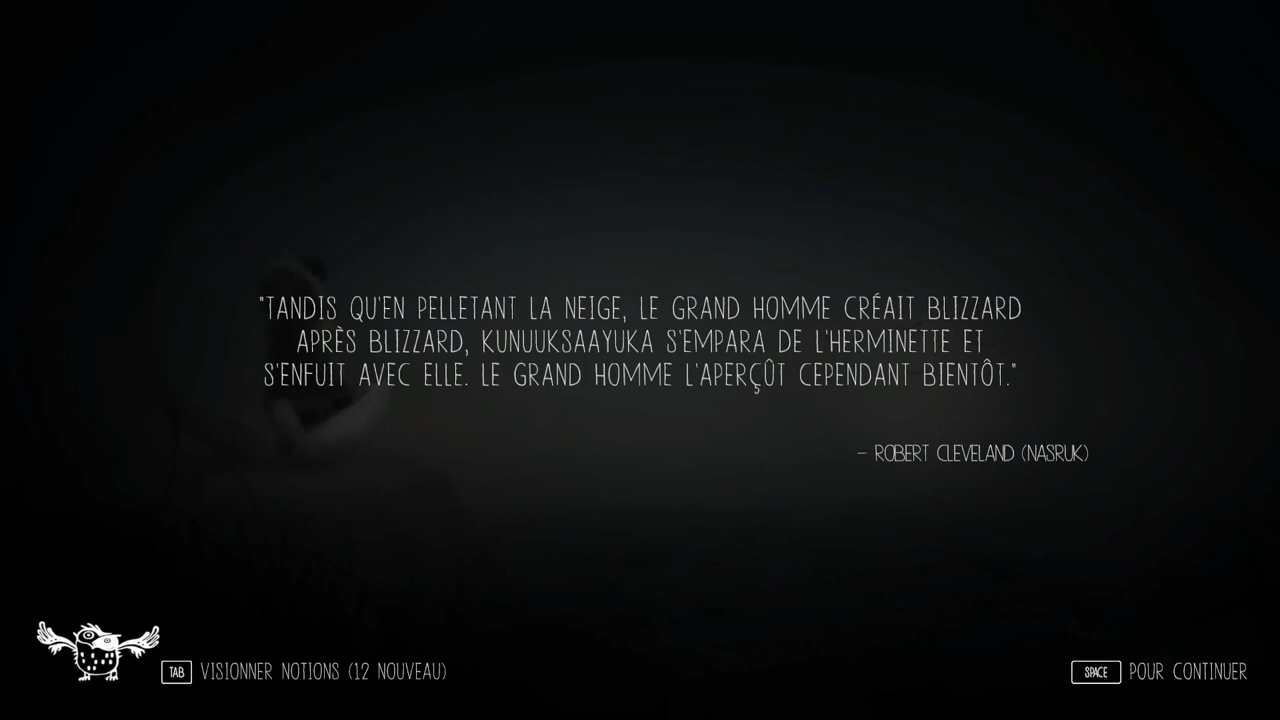 "TANDIS QU'EN PELLETANT LA NEIGE, LE GRAND HOMME CRÉAIT BLIZZARD
APRÈS BLIZZARD, KUNUUKSAAYUKA S'EMPARA DE L'HERMINETTE ET
S'ENFUIT AVEC ELLE. LE GRAND HOMME L'APERÇÛT CEPENDANT BIENTÔT."
– ROBERT CLEVELAND (NASRUK)
TAB VISIONNER NOTIONS (12 NOUVEAU)
SPACE POUR CONTINUER